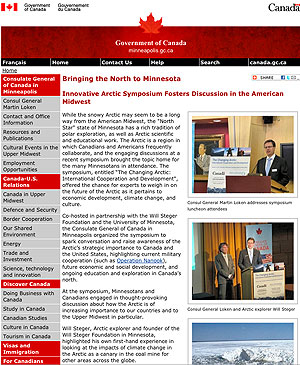 Government of Canada
Gouvernement du Canada
Canada
Government of Canada
minneapolis.gc.ca
Français
Home
Contact Us
Help
Search
canada.gc.ca
Home
SHARE
Consulate General of Canada in Minneapolis
Consul General Martin Loken
Contact and Office Information
Resources and Publications
Cultural Events in the Upper Midwest
Employment Opportunities
Canada-U.S. Relations
Canada in Upper Midwest
Defence and Security
Border Cooperation
Our Shared Environment
Energy
Trade and Investment
Science, technology and innovation
Discover Canada
Doing Business with Canada
Study in Canada
Canadian Studies
Culture in Canada
Tourism in Canada
Visas and Immigration
For Canadians
Bringing the North to Minnesota
Innovative Arctic Symposium Fosters Discussion in the American
Midwest
While the snowy Arctic may seem to be a long
way from the American Midwest, the "North
Star" state of Minnesota has a rich tradition
of polar exploration, as well as Arctic scientific
and educational work. The Arctic is a region
in which Canadians and Americans frequently
collaborate, and the engaging discussions at a
recent symposium brought the topic home for
the many Minnesotans in attendance. The
symposium, entitled "The Changing Arctic:
International Cooperation and Development",
offered the chance for experts to weigh in on
the future of the Arctic as it pertains to
economic development, climate change, and
culture.
Co-hosted in partnership with the Will Steger
Foundation and the University of Minnesota,
the Consulate General of Canada in
Minneapolis organized the symposium to
spark conversation and raise awareness of the
Arctic's strategic importance to Canada and
the United States, highlighting current military
cooperation (such as Operation Nanook),
future economic and social development, and
ongoing education and exploration in Canada's
north.
At the symposium, Minnesotans and
Canadians engaged in thought-provoking
discussion about how the Arctic is of
increasing importance to our countries and to
the Upper Midwest in particular.
Will Steger, Arctic explorer and founder of the
Will Steger Foundation in Minnesota,
highlighted his own first-hand experience in
looking at the impacts of climate change in
the Arctic as a canary in the coal mine for
other areas across the globe.
Consul General Martin Loken addresses symposium
luncheon attendees
Consul General Loken and Arctic explorer Will Steger